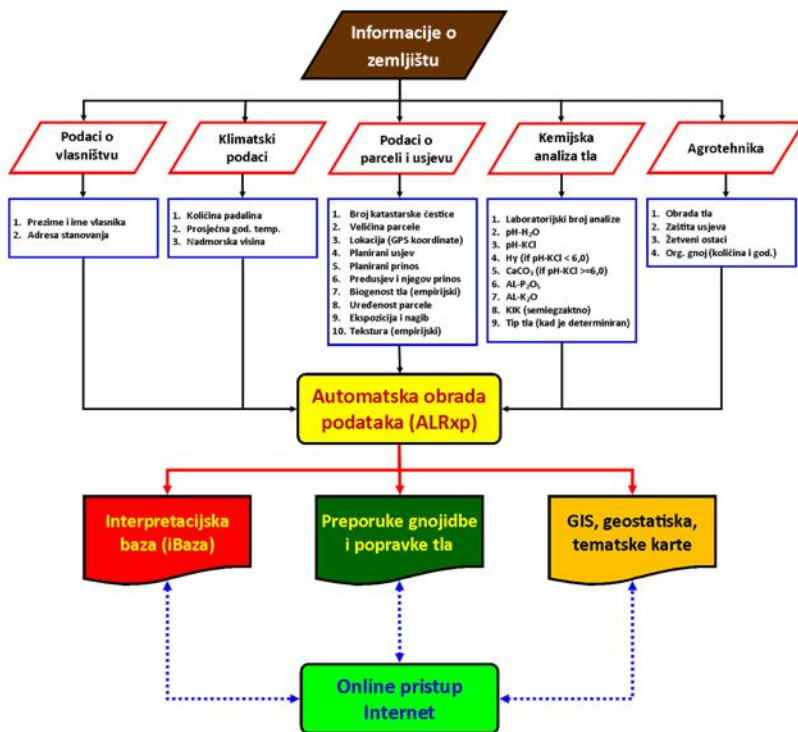 Informacije o
zemljištu
Podaci o
vlasništvu
Klimatski
podaci
Podaci o
parceli i usjevu
Kemijska
analiza tla
Agrotehnika
1. Prezime i ime vlasnika
2. Adresa stanovanja
1. Količina padalina
2. Prosječna god. temp.
3. Nadmorska visina
1. Broj katastarske čestice
2. Veličina parcele
3. Lokacija (GPS koordinate)
4. Planirani usjev
5. Planirani prinos
6. Predusjev i njegov prinos
7. Biogenost tla (empirijski)
8. Uređenost parcele
9. Ekspozicija i nagib
10. Tekstura (empirijski)
1. Laboratorijski broj analize
2. pH-H₂O
3. pH-KCl
4. Hy (if pH-KCl < 6,0)
5. CaCO₃ (if pH-KCl >=6,0)
6. AL-P₂O₅
7. AL-K₂O
8. KIK (semiegzaktno)
9. Tip tla (kad je determiniran)
1. Obrada tla
2. Zaštita usjeva
3. Žetveni ostaci
4. Org. gnoj (količina i god.)
Automatska obrada
podataka (ALRxp)
Interpretacijska
baza (iBaza)
Preporuke gnojidbe
i popravke tla
GIS, geostatiska,
tematske karte
Online pristup
Internet